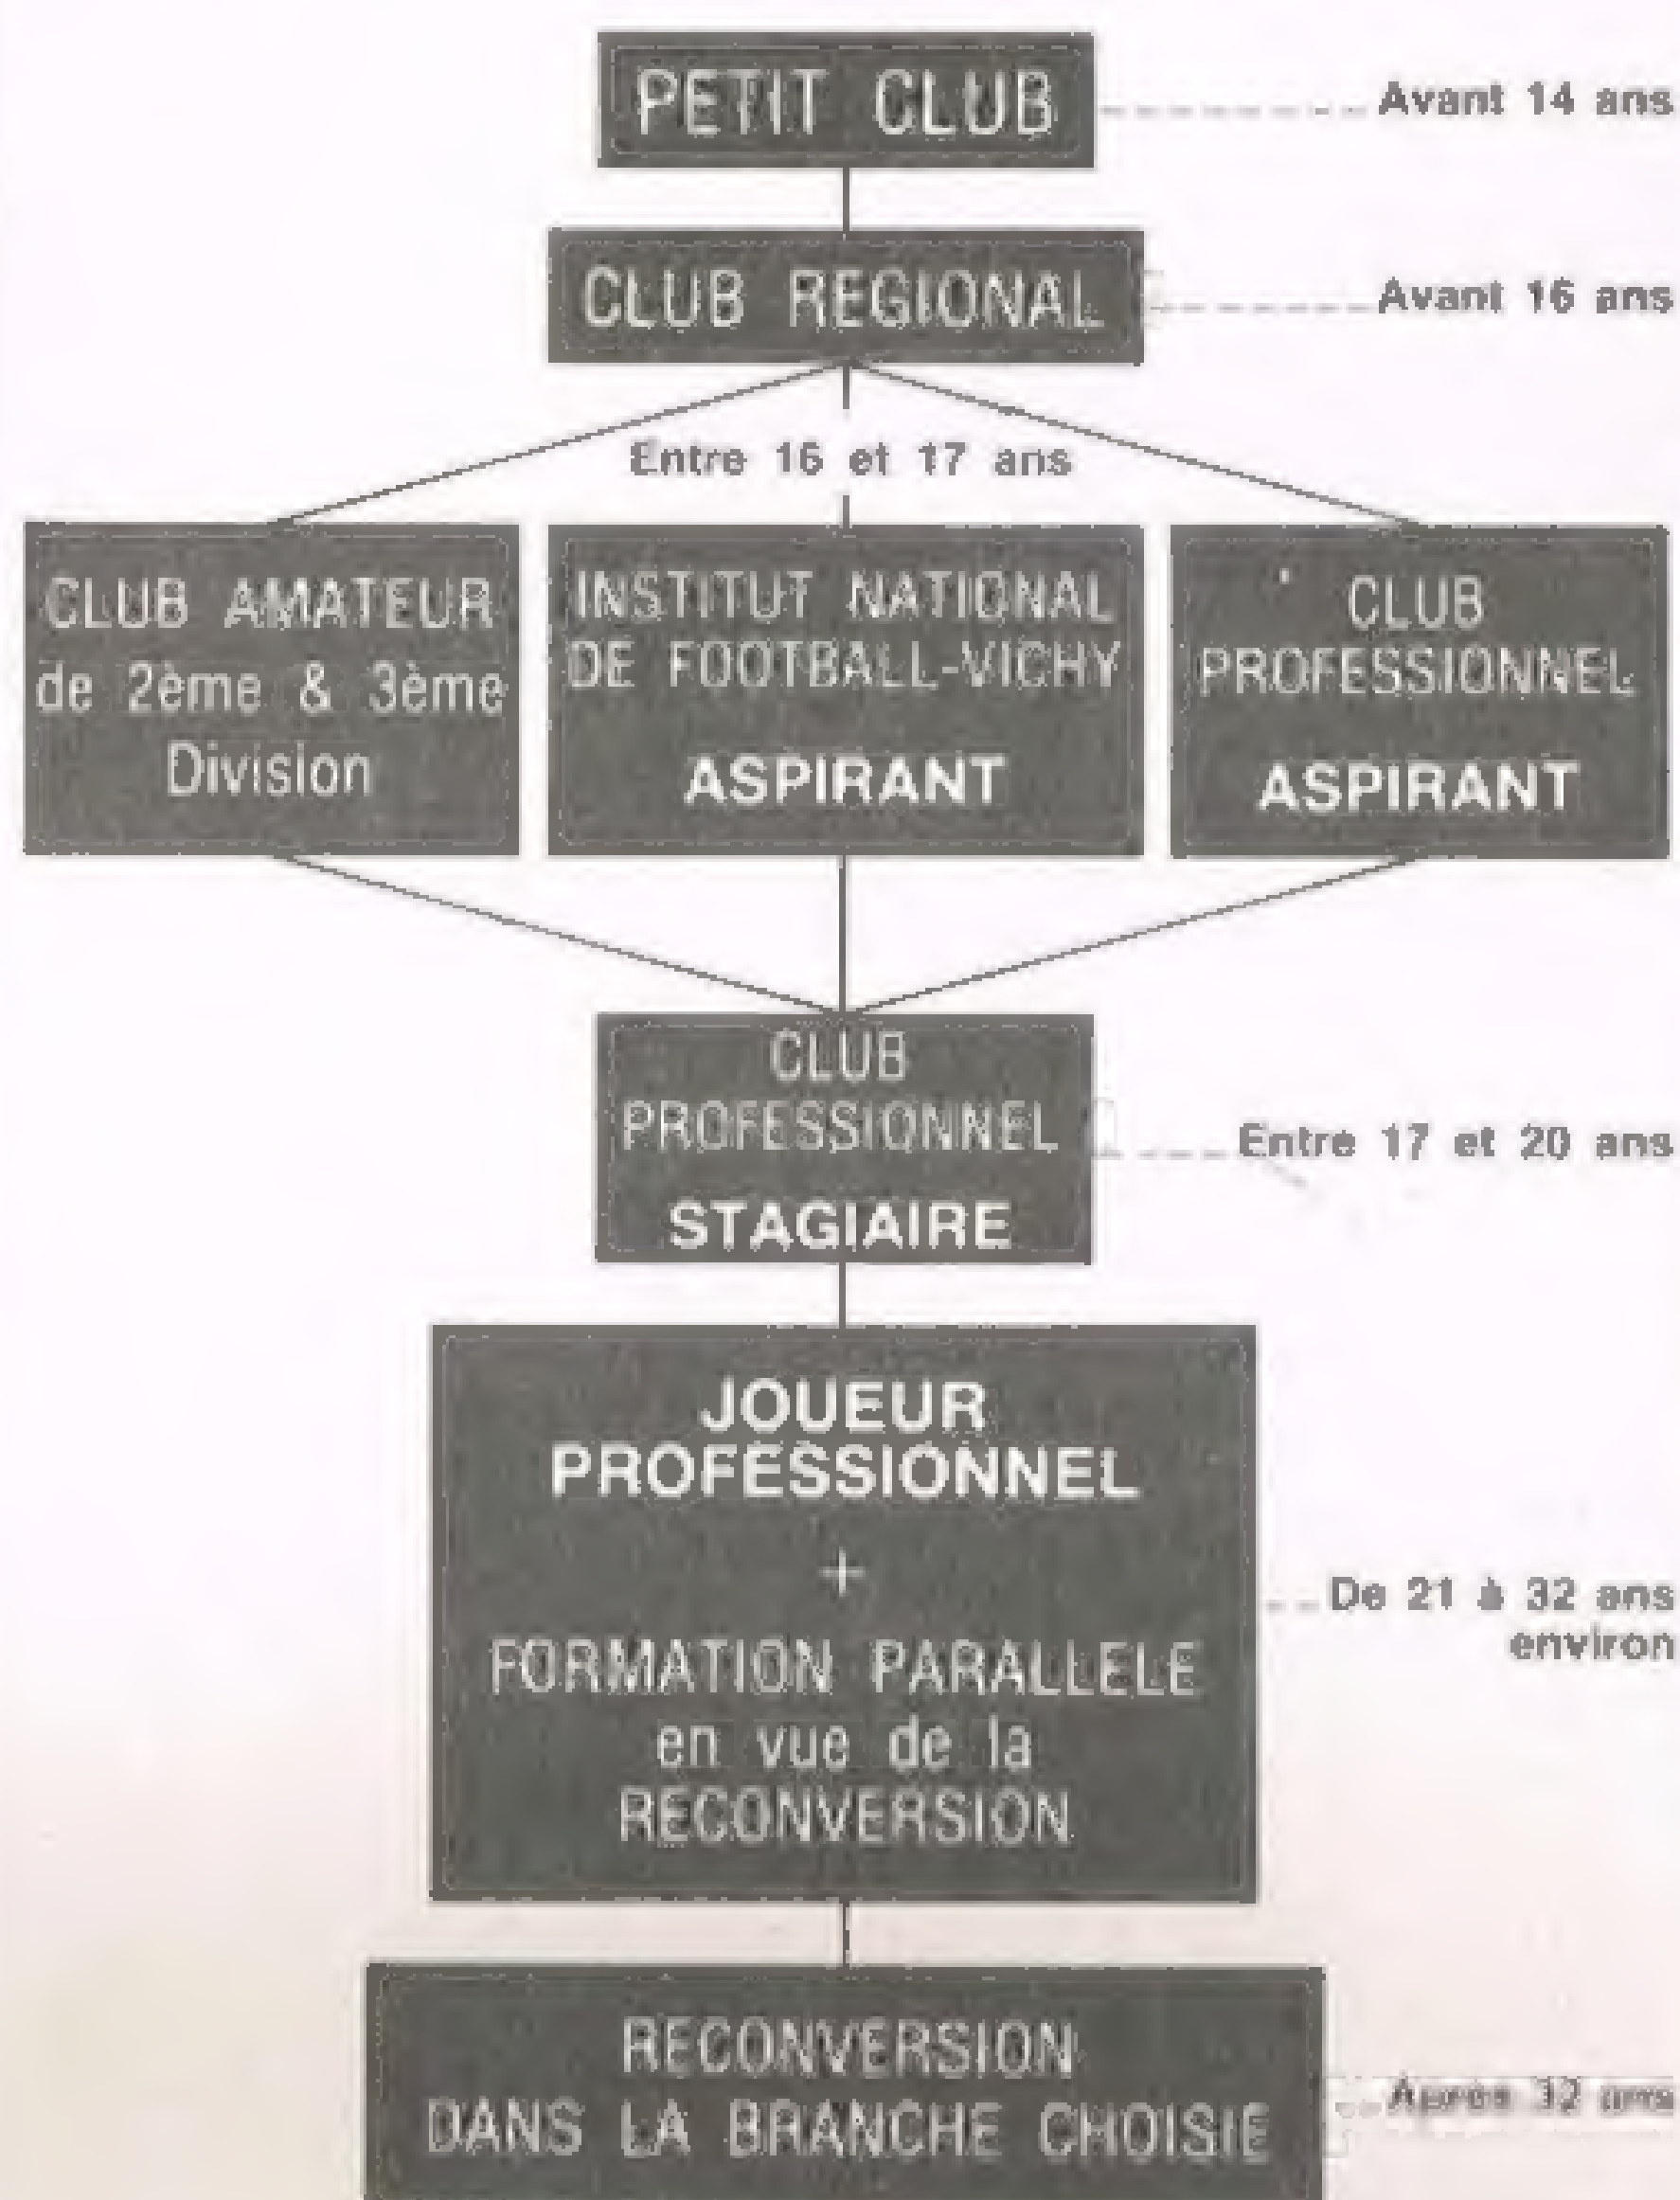 PETIT CLUB
Avant 14 ans
CLUB REGIONAL
Avant 16 ans
Entre 16 et 17 ans
CLUB AMATEUR
de 2ème & 3ème
Division
INSTITUT NATIONAL
DE FOOTBALL-VICHY
ASPIRANT
CLUB
PROFESSIONNEL
ASPIRANT
CLUB
PROFESSIONNEL
STAGIAIRE
Entre 17 et 20 ans
JOUEUR
PROFESSIONNEL
+
FORMATION PARALLELE
en vue de la
RECONVERSION
De 21 à 32 ans
environ
RECONVERSION
DANS LA BRANCHE CHOISIE
Après 32 ans